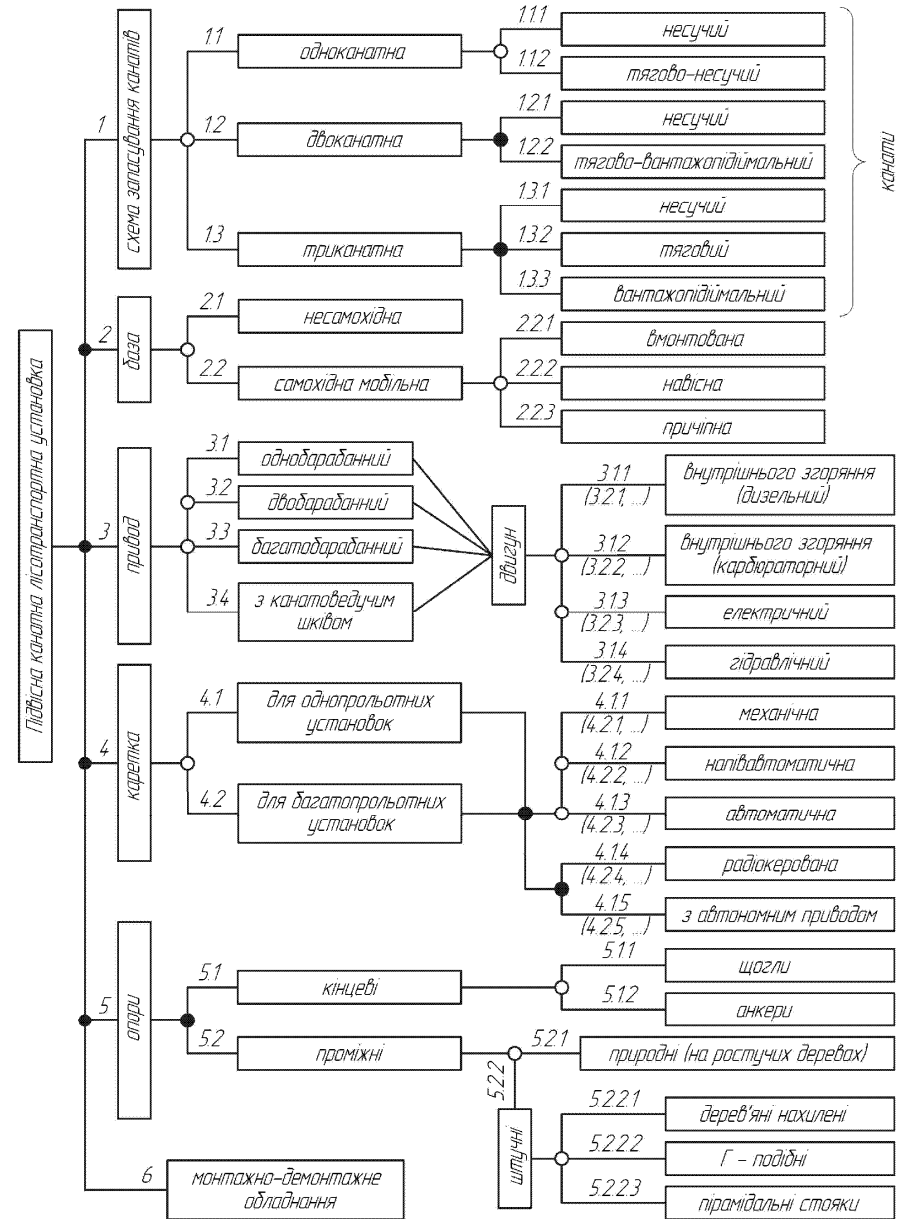 Підвісна канатна лісотранспортна установка
1
схема запасування канатів
1.1
одноканатна
1.1.1
несучий
1.1.2
тягово-несучий
1.2
двоканатна
1.2.1
несучий
1.2.2
тягово-вантажопідіймальний
1.3
триканатна
1.3.1
несучий
1.3.2
тяговий
1.3.3
вантажопідіймальний
канати
2
база
2.1
несамохідна
2.2
самохідна мобільна
2.2.1
вмонтована
2.2.2
навісна
2.2.3
причіпна
3
привод
3.1
однобарабанний
3.2
двобарабанний
3.3
багатобарабанний
3.4
з канатоведучим
шківом
двигун
3.1.1
(3.2.1, ...)
внутрішнього згоряння
(дизельний)
3.1.2
(3.2.2, ...)
внутрішнього згоряння
(карбюраторний)
3.1.3
(3.2.3, ...)
електричний
3.1.4
(3.2.4, ...)
гідравлічний
4
каретка
4.1
для однопрольотних
установок
4.2
для багатопрольотних
установок
4.1.1
(4.2.1, ...)
механічна
4.1.2
(4.2.2, ...)
напівавтоматична
4.1.3
(4.2.3, ...)
автоматична
4.1.4
(4.2.4, ...)
радіокерована
4.1.5
(4.2.5, ...)
з автономним приводом
5
опори
5.1
кінцеві
5.1.1
щогли
5.1.2
анкери
5.2
проміжні
5.2.1
природні (на ростучих деревах)
5.2.2
штучні
5.2.2.1
дерев'яні нахилені
5.2.2.2
Г - подібні
5.2.2.3
пірамідальні стояки
6
монтажно-демонтажне
обладнання